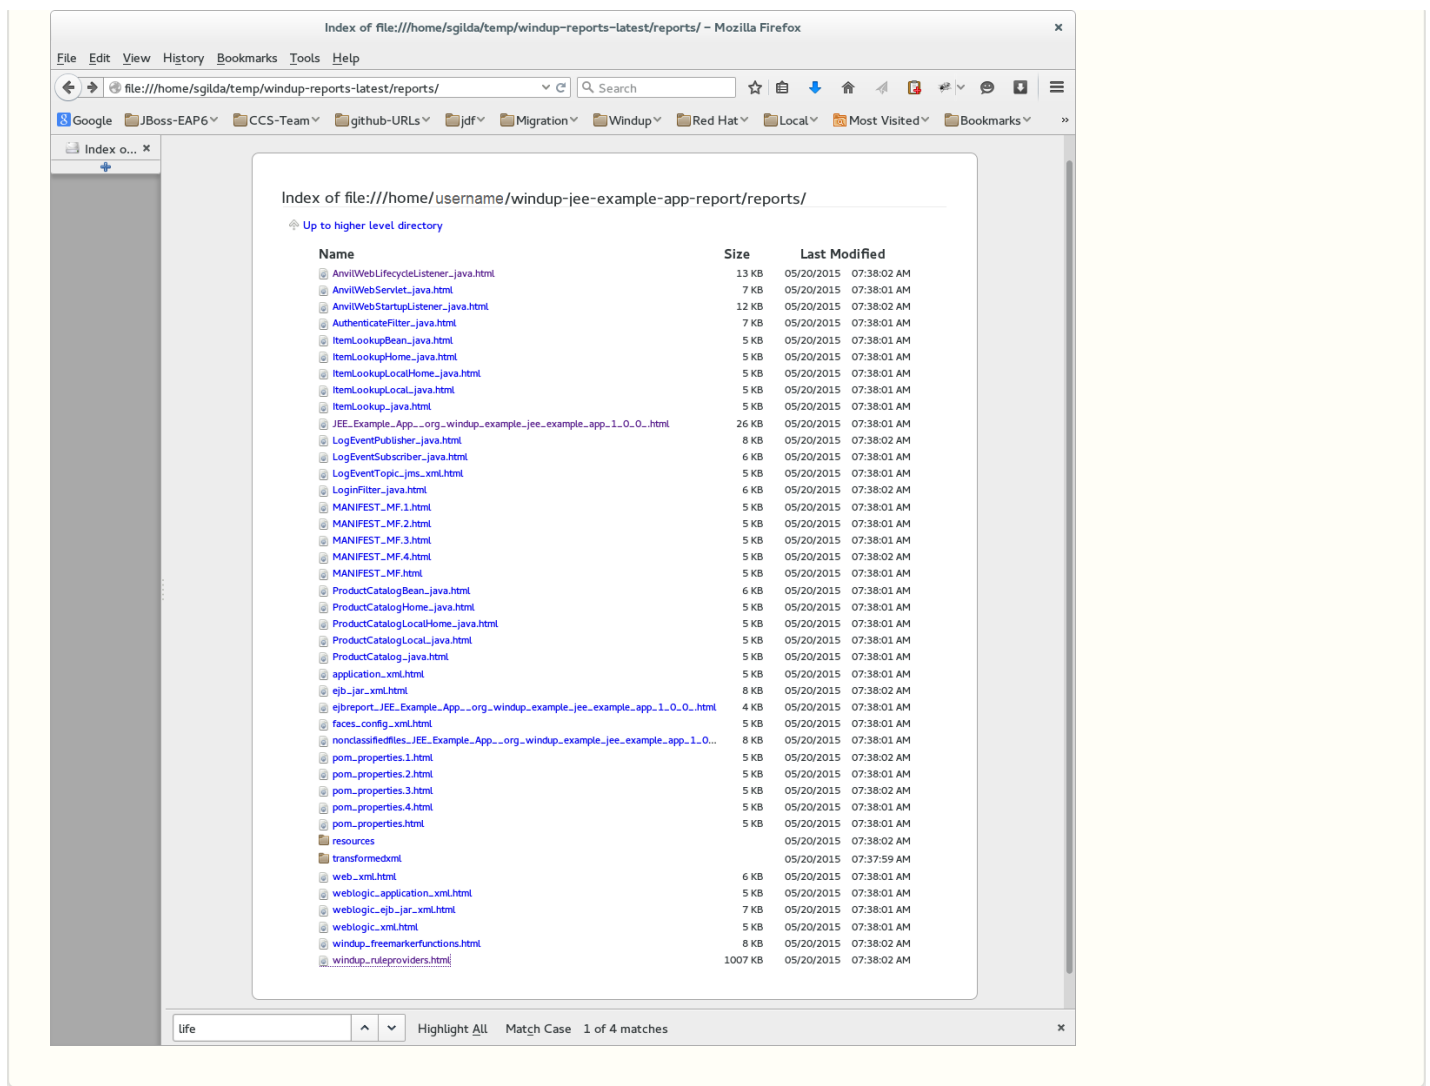 Index of file:///home/sgilda/temp/windup-reports-latest/reports/ - Mozilla Firefox
File Edit View History Bookmarks Tools Help
file:///home/sgilda/temp/windup-reports-latest/reports/ Search
Google JBoss-EAP6 CCS-Team github-URLs jdf Migration Windup Red Hat Local Most Visited Bookmarks »
Index o...
Index of file:///home/username/windup-jee-example-app-report/reports/
Up to higher level directory
Name Size Last Modified
AnvilWebLifecycleListener_java.html 13 KB 05/20/2015 07:38:02 AM
AnvilWebServlet_java.html 7 KB 05/20/2015 07:38:01 AM
AnvilWebStartupListener_java.html 12 KB 05/20/2015 07:38:02 AM
AuthenticateFilter_java.html 7 KB 05/20/2015 07:38:01 AM
ItemLookupBean_java.html 5 KB 05/20/2015 07:38:01 AM
ItemLookupHome_java.html 5 KB 05/20/2015 07:38:01 AM
ItemLookupLocalHome_java.html 5 KB 05/20/2015 07:38:01 AM
ItemLookupLocal_java.html 5 KB 05/20/2015 07:38:01 AM
ItemLookup_java.html 5 KB 05/20/2015 07:38:01 AM
JEE_Example_App__org_windup_example_jee_example_app_1_0_0_.html 26 KB 05/20/2015 07:38:01 AM
LogEventPublisher_java.html 8 KB 05/20/2015 07:38:02 AM
LogEventSubscriber_java.html 6 KB 05/20/2015 07:38:01 AM
LogEventTopic_jms_xml.html 5 KB 05/20/2015 07:38:01 AM
LoginFilter_java.html 6 KB 05/20/2015 07:38:02 AM
MANIFEST_MF.1.html 5 KB 05/20/2015 07:38:01 AM
MANIFEST_MF.2.html 5 KB 05/20/2015 07:38:01 AM
MANIFEST_MF.3.html 5 KB 05/20/2015 07:38:01 AM
MANIFEST_MF.4.html 5 KB 05/20/2015 07:38:02 AM
MANIFEST_MF.html 5 KB 05/20/2015 07:38:01 AM
ProductCatalogBean_java.html 6 KB 05/20/2015 07:38:01 AM
ProductCatalogHome_java.html 5 KB 05/20/2015 07:38:01 AM
ProductCatalogLocalHome_java.html 5 KB 05/20/2015 07:38:01 AM
ProductCatalogLocal_java.html 5 KB 05/20/2015 07:38:01 AM
ProductCatalog_java.html 5 KB 05/20/2015 07:38:01 AM
application_xml.html 5 KB 05/20/2015 07:38:01 AM
ejb_jar_xml.html 8 KB 05/20/2015 07:38:02 AM
ejbreport_JEE_Example_App__org_windup_example_jee_example_app_1_0_0_.html 4 KB 05/20/2015 07:38:01 AM
faces_config_xml.html 5 KB 05/20/2015 07:38:01 AM
nonclassifiedfiles_JEE_Example_App__org_windup_example_jee_example_app_1_0... 8 KB 05/20/2015 07:38:01 AM
pom_properties.1.html 5 KB 05/20/2015 07:38:02 AM
pom_properties.2.html 5 KB 05/20/2015 07:38:01 AM
pom_properties.3.html 5 KB 05/20/2015 07:38:02 AM
pom_properties.4.html 5 KB 05/20/2015 07:38:01 AM
pom_properties.html 5 KB 05/20/2015 07:38:01 AM
resources 05/20/2015 07:38:02 AM
transformedxml 05/20/2015 07:37:59 AM
web_xml.html 6 KB 05/20/2015 07:38:01 AM
weblogic_application_xml.html 5 KB 05/20/2015 07:38:01 AM
weblogic_ejb_jar_xml.html 7 KB 05/20/2015 07:38:01 AM
weblogic_xml.html 5 KB 05/20/2015 07:38:01 AM
windup_freemarkerfunctions.html 8 KB 05/20/2015 07:38:02 AM
windup_ruleproviders.html 1007 KB 05/20/2015 07:38:02 AM
life Highlight All Match Case 1 of 4 matches